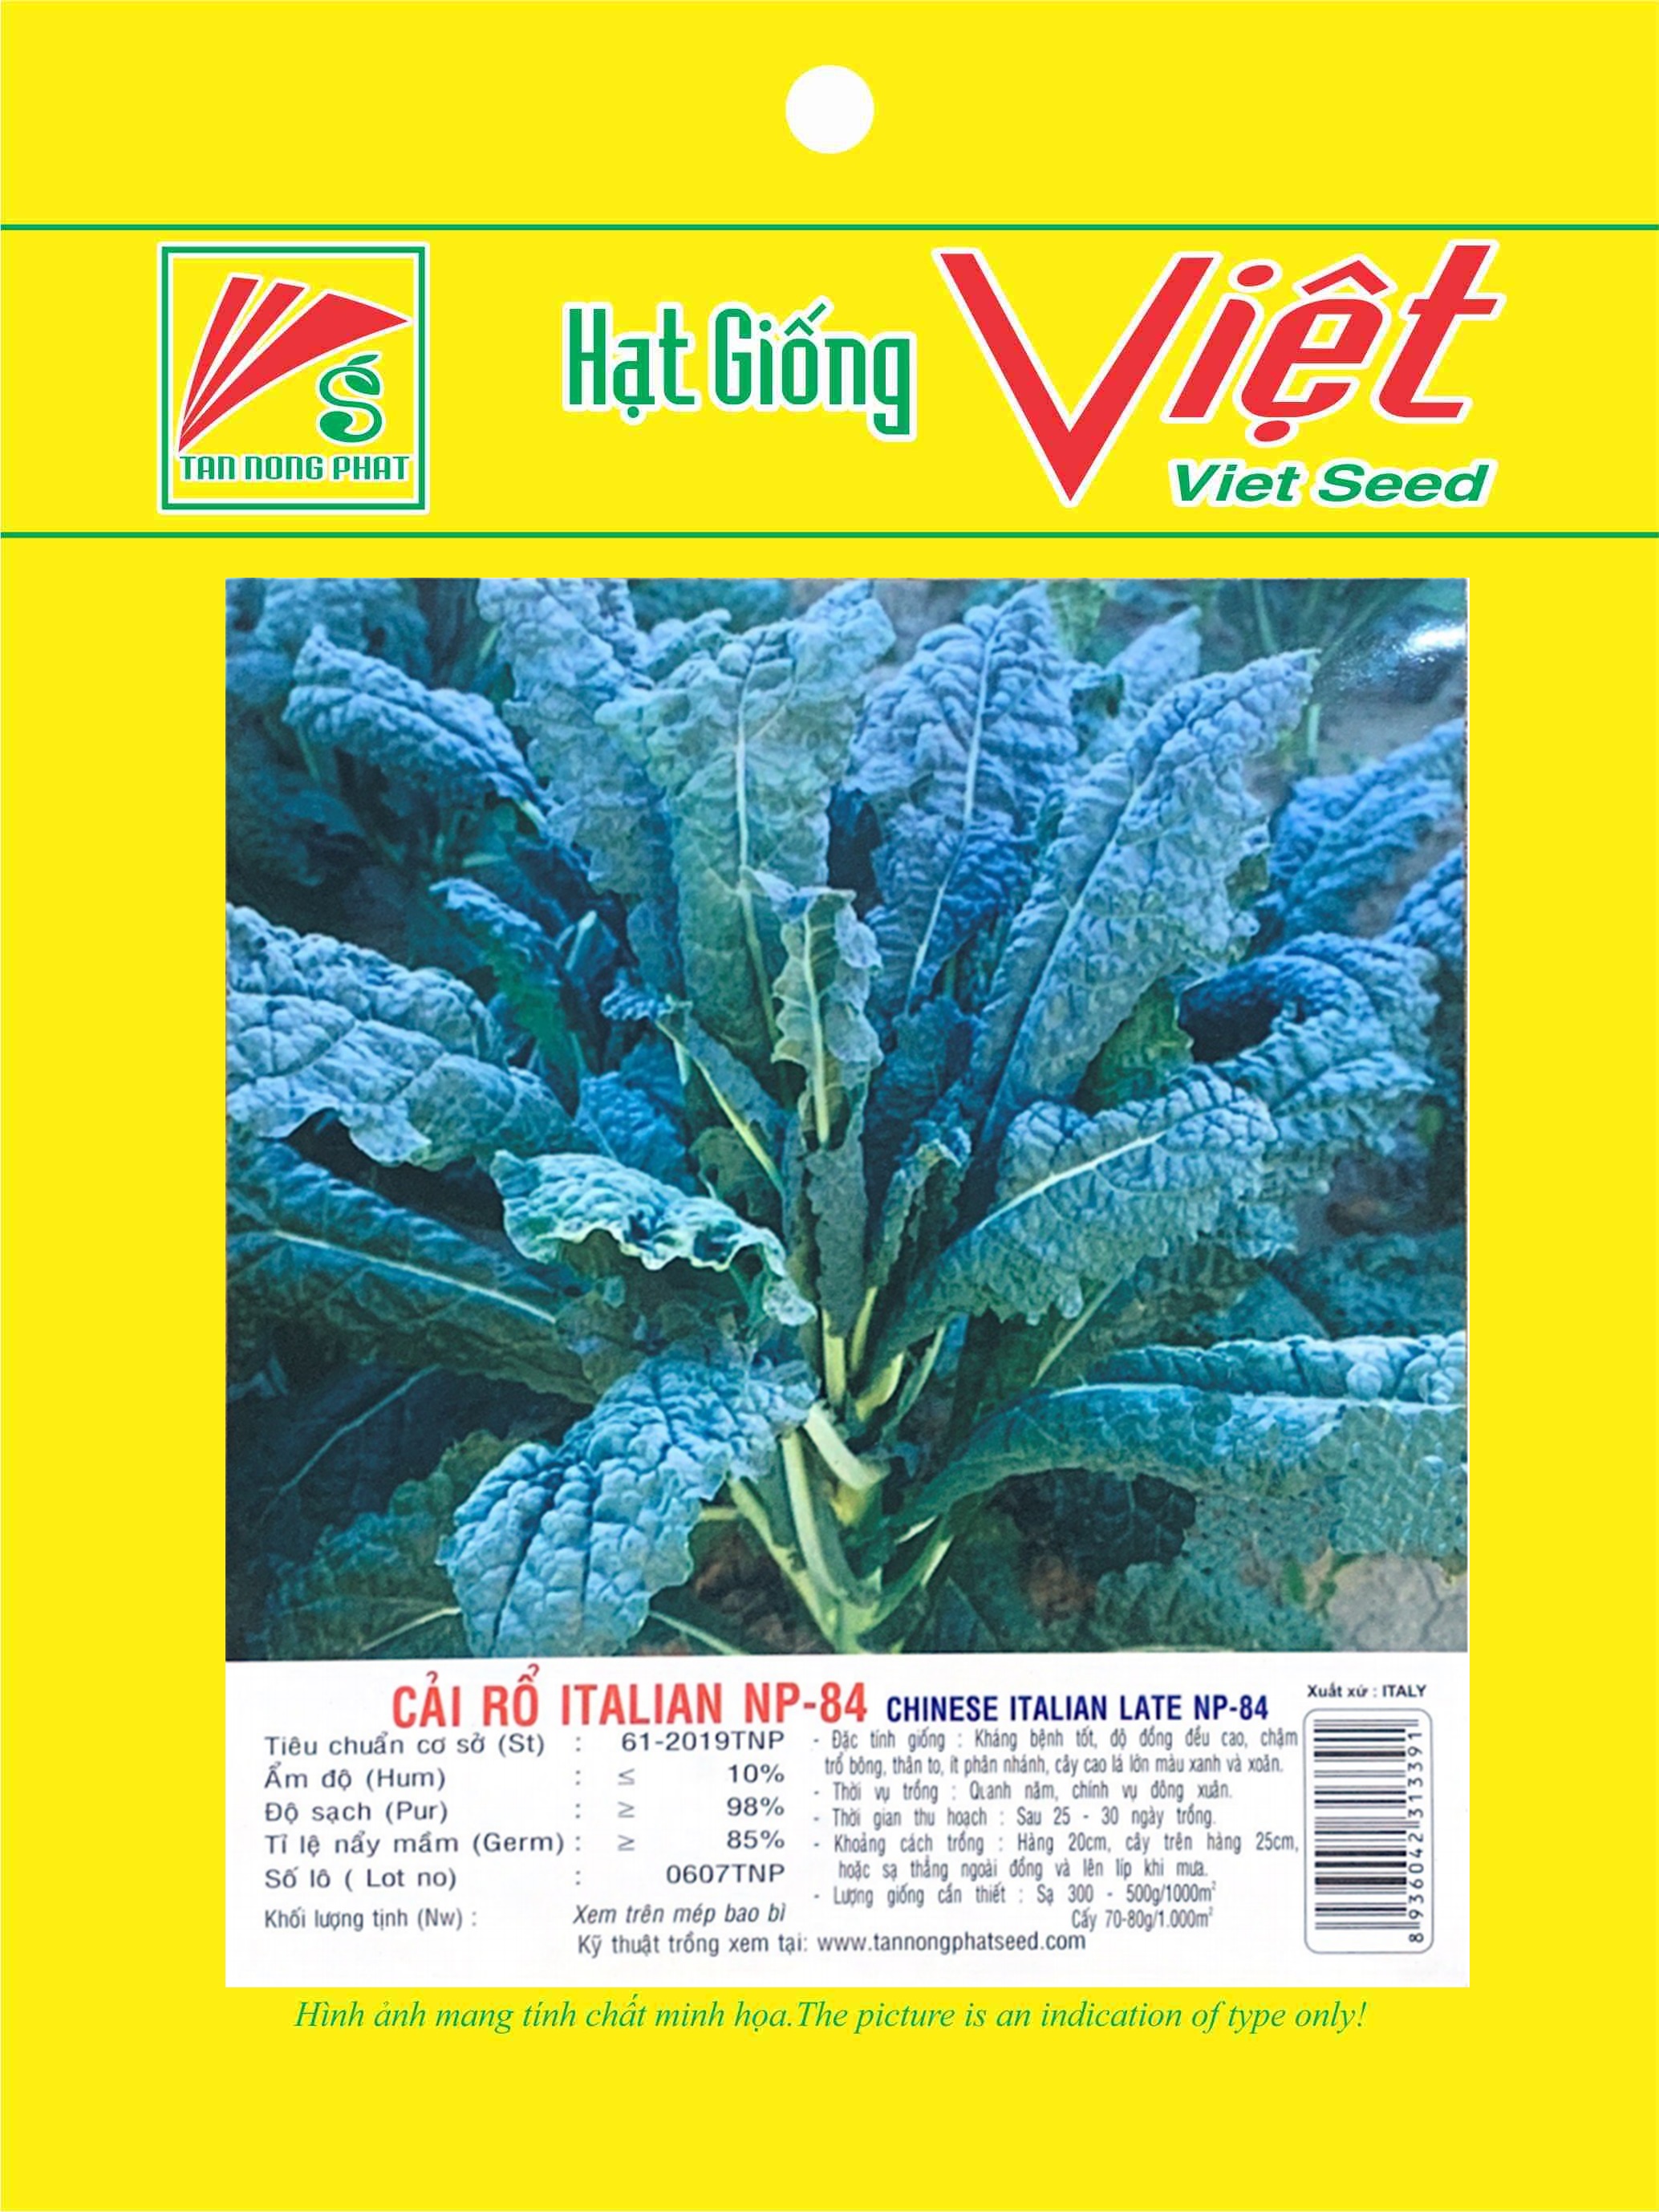 TAN NONG PHAT
Hạt Giống Việt
Viet Seed
CẢI RỔ ITALIAN NP-84 CHINESE ITALIAN LATE NP-84
Xuất xứ : ITALY
Tiêu chuẩn cơ sở (St) : 61-2019TNP
Ẩm độ (Hum) : ≤ 10%
Độ sạch (Pur) : ≥ 98%
Tỉ lệ nẩy mầm (Germ) : ≥ 85%
Số lô ( Lot no) : 0607TNP
Khối lượng tịnh (Nw) : Xem trên mép bao bì
- Đặc tính giống : Kháng bệnh tốt, độ đồng đều cao, chậm
trổ bông, thân to, ít phân nhánh, cây cao lá lớn màu xanh và xoăn.
- Thời vụ trồng : Quanh năm, chính vụ đông xuân.
- Thời gian thu hoạch : Sau 25 - 30 ngày trồng.
- Khoảng cách trồng : Hàng 20cm, cây trên hàng 25cm,
hoặc sạ thẳng ngoài đồng và lên líp khi mưa.
- Lượng giống cần thiết : Sạ 300 - 500g/1000m²
Cấy 70-80g/1.000m²
Kỹ thuật trồng xem tại: www.tannongphatseed.com
8 936042 313391
Hình ảnh mang tính chất minh họa.The picture is an indication of type only!